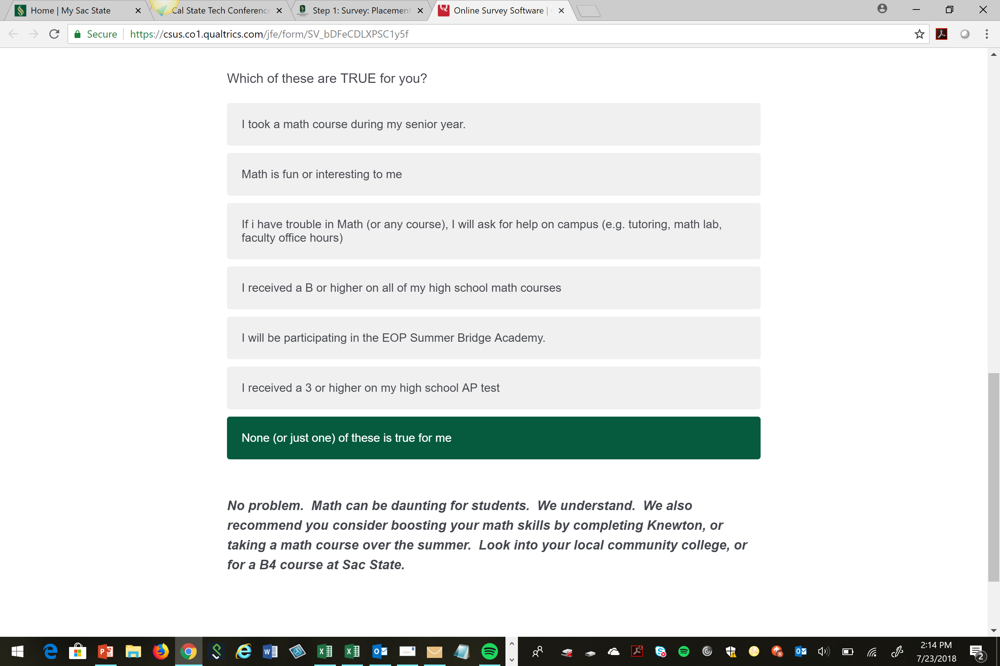 Home | My Sac State
Cal State Tech Conference
Step 1: Survey: Placement
Online Survey Software |
Secure
https://csus.co1.qualtrics.com/jfe/form/SV_bDFeCDLXPSC1y5f
Which of these are TRUE for you?
I took a math course during my senior year.
Math is fun or interesting to me
If i have trouble in Math (or any course), I will ask for help on campus (e.g. tutoring, math lab,
faculty office hours)
I received a B or higher on all of my high school math courses
I will be participating in the EOP Summer Bridge Academy.
I received a 3 or higher on my high school AP test
None (or just one) of these is true for me
No problem.  Math can be daunting for students.  We understand.  We also
recommend you consider boosting your math skills by completing Knewton, or
taking a math course over the summer.  Look into your local community college, or
for a B4 course at Sac State.
2:14 PM
7/23/2018
2